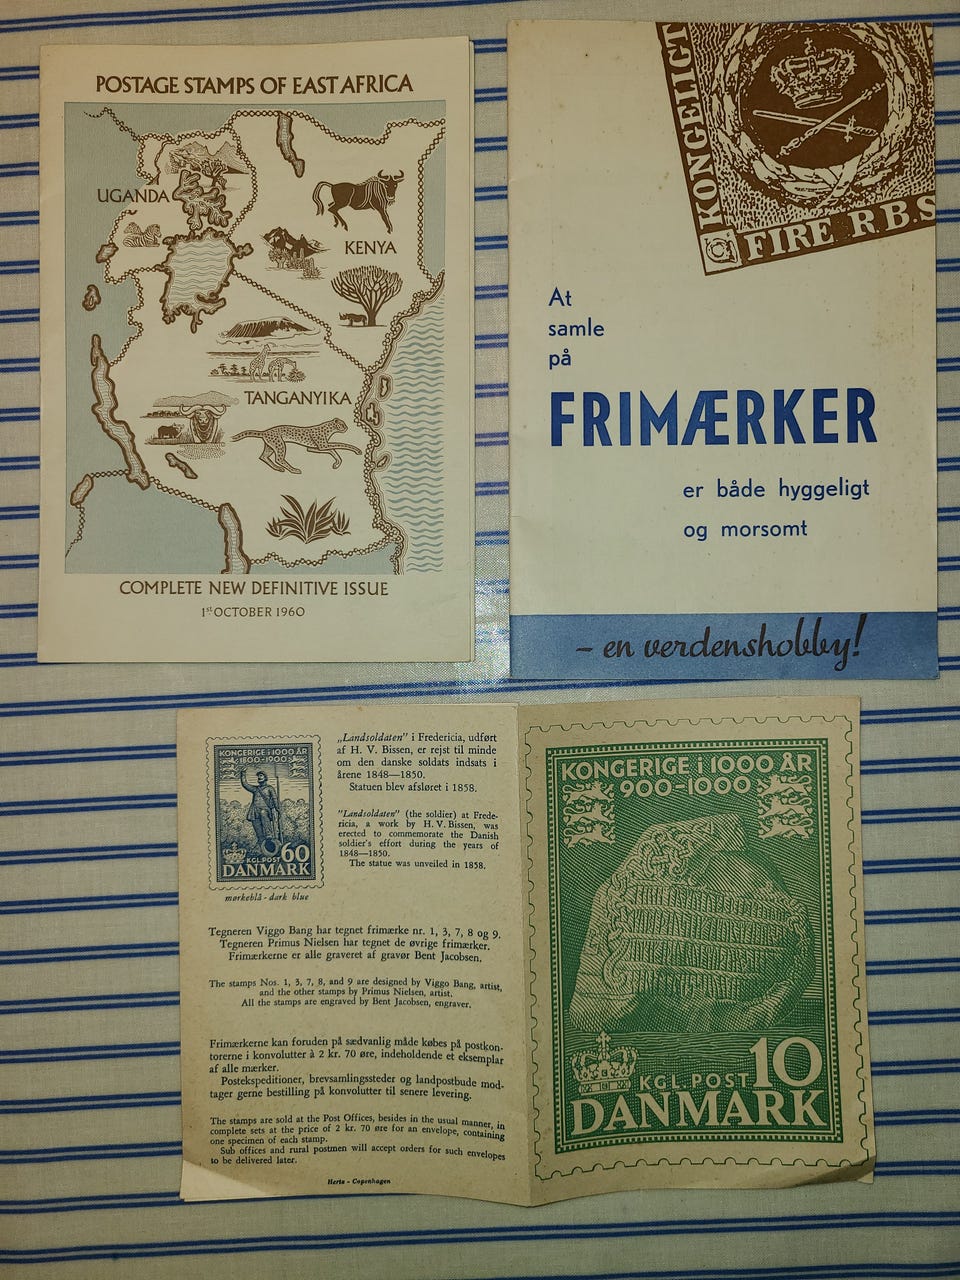 POSTAGE STAMPS OF EAST AFRICA
UGANDA
KENYA
TANGANYIKA
COMPLETE NEW DEFINITIVE ISSUE
1st OCTOBER 1960
KONGELIGT
FIRE R.B.S
At
samle
på
FRIMÆRKER
er både hyggeligt
og morsomt
– en verdenshobby!
KONGERIGE i 1000 ÅR
1800-1900
KGL. POST 60
DANMARK
mørkeblå - dark blue
„Landsoldaten" i Fredericia, udført
af H. V. Bissen, er rejst til minde
om den danske soldats indsats i
årene 1848—1850.
Statuen blev afsløret i 1858.
"Landsoldaten" (the soldier) at Frede-
ricia, a work by H. V. Bissen, was
erected to commemorate the Danish
soldier's effort during the years of
1848—1850.
The statue was unveiled in 1858.
Tegneren Viggo Bang har tegnet frimærke nr. 1, 3, 7, 8 og 9.
Tegneren Primus Nielsen har tegnet de øvrige frimærker.
Frimærkerne er alle graveret af gravør Bent Jacobsen.
The stamps Nos. 1, 3, 7, 8, and 9 are designed by Viggo Bang, artist,
and the other stamps by Primus Nielsen, artist.
All the stamps are engraved by Bent Jacobsen, engraver.
Frimærkerne kan foruden på sædvanlig måde købes på postkon-
torerne i konvolutter à 2 kr. 70 øre, indeholdende et eksemplar
af alle mærker.
Postekspeditioner, brevsamlingssteder og landpostbude mod-
tager gerne bestilling på konvolutter til senere levering.
The stamps are sold at the Post Offices, besides in the usual manner, in
complete sets at the price of 2 kr. 70 øre for an envelope, containing
one specimen of each stamp.
Sub offices and rural postmen will accept orders for such envelopes
to be delivered later.
Hertz - Copenhagen
KONGERIGE i 1000 ÅR
900-1000
KGL. POST 10
DANMARK